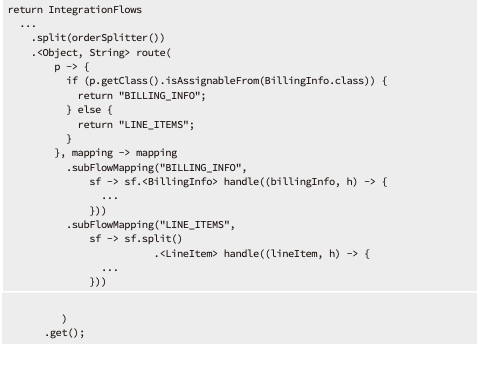 return IntegrationFlows
  ...
    .split(orderSplitter())
    .<Object, String> route(
        p -> {
          if (p.getClass().isAssignableFrom(BillingInfo.class)) {
            return "BILLING_INFO";
          } else {
            return "LINE_ITEMS";
          }
        }, mapping -> mapping
          .subFlowMapping("BILLING_INFO",
              sf -> sf.<BillingInfo> handle((billingInfo, h) -> {
                ...
              }))
          .subFlowMapping("LINE_ITEMS",
              sf -> sf.split()
                        .<LineItem> handle((lineItem, h) -> {
                ...
              }))
         )
      .get();